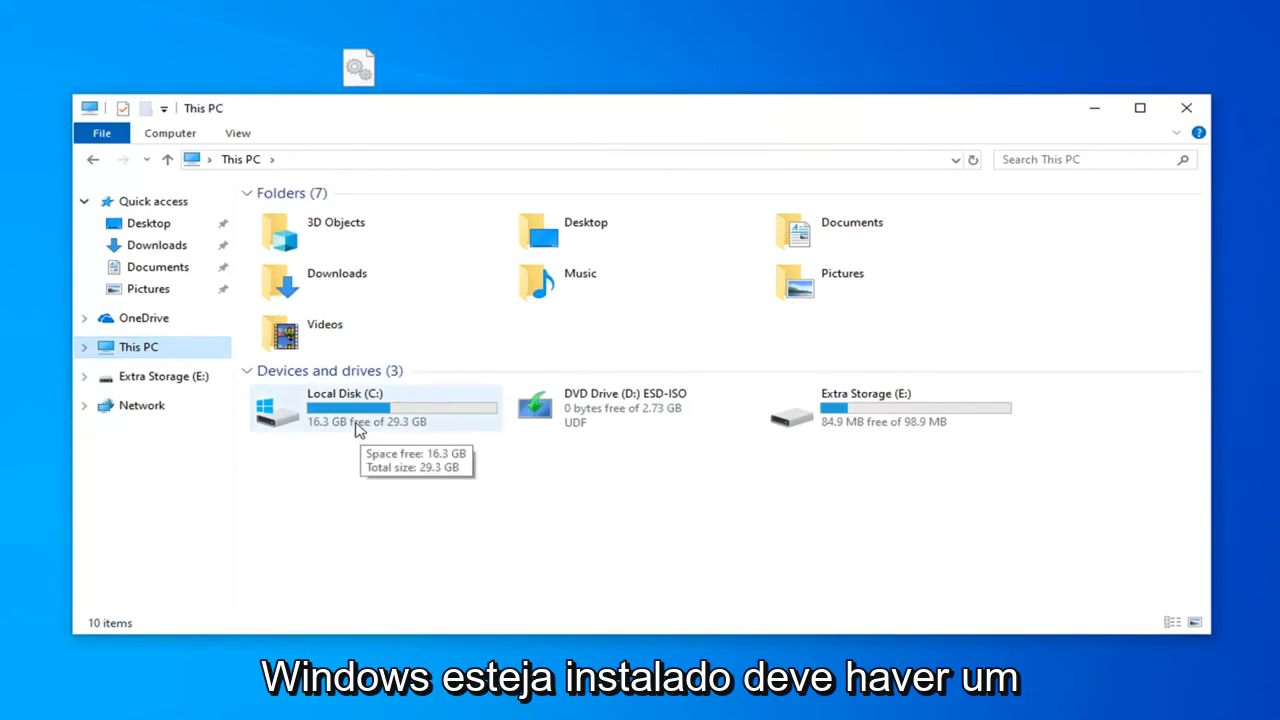 This PC
File Computer View
This PC
Search This PC
Quick access
Desktop
Downloads
Documents
Pictures
OneDrive
This PC
Extra Storage (E:)
Network
Folders (7)
3D Objects
Desktop
Documents
Downloads
Music
Pictures
Videos
Devices and drives (3)
Local Disk (C:)
16.3 GB free of 29.3 GB
DVD Drive (D:) ESD-ISO
0 bytes free of 2.73 GB
UDF
Extra Storage (E:)
84.9 MB free of 98.9 MB
Space free: 16.3 GB
Total size: 29.3 GB
10 items
Windows esteja instalado deve haver um